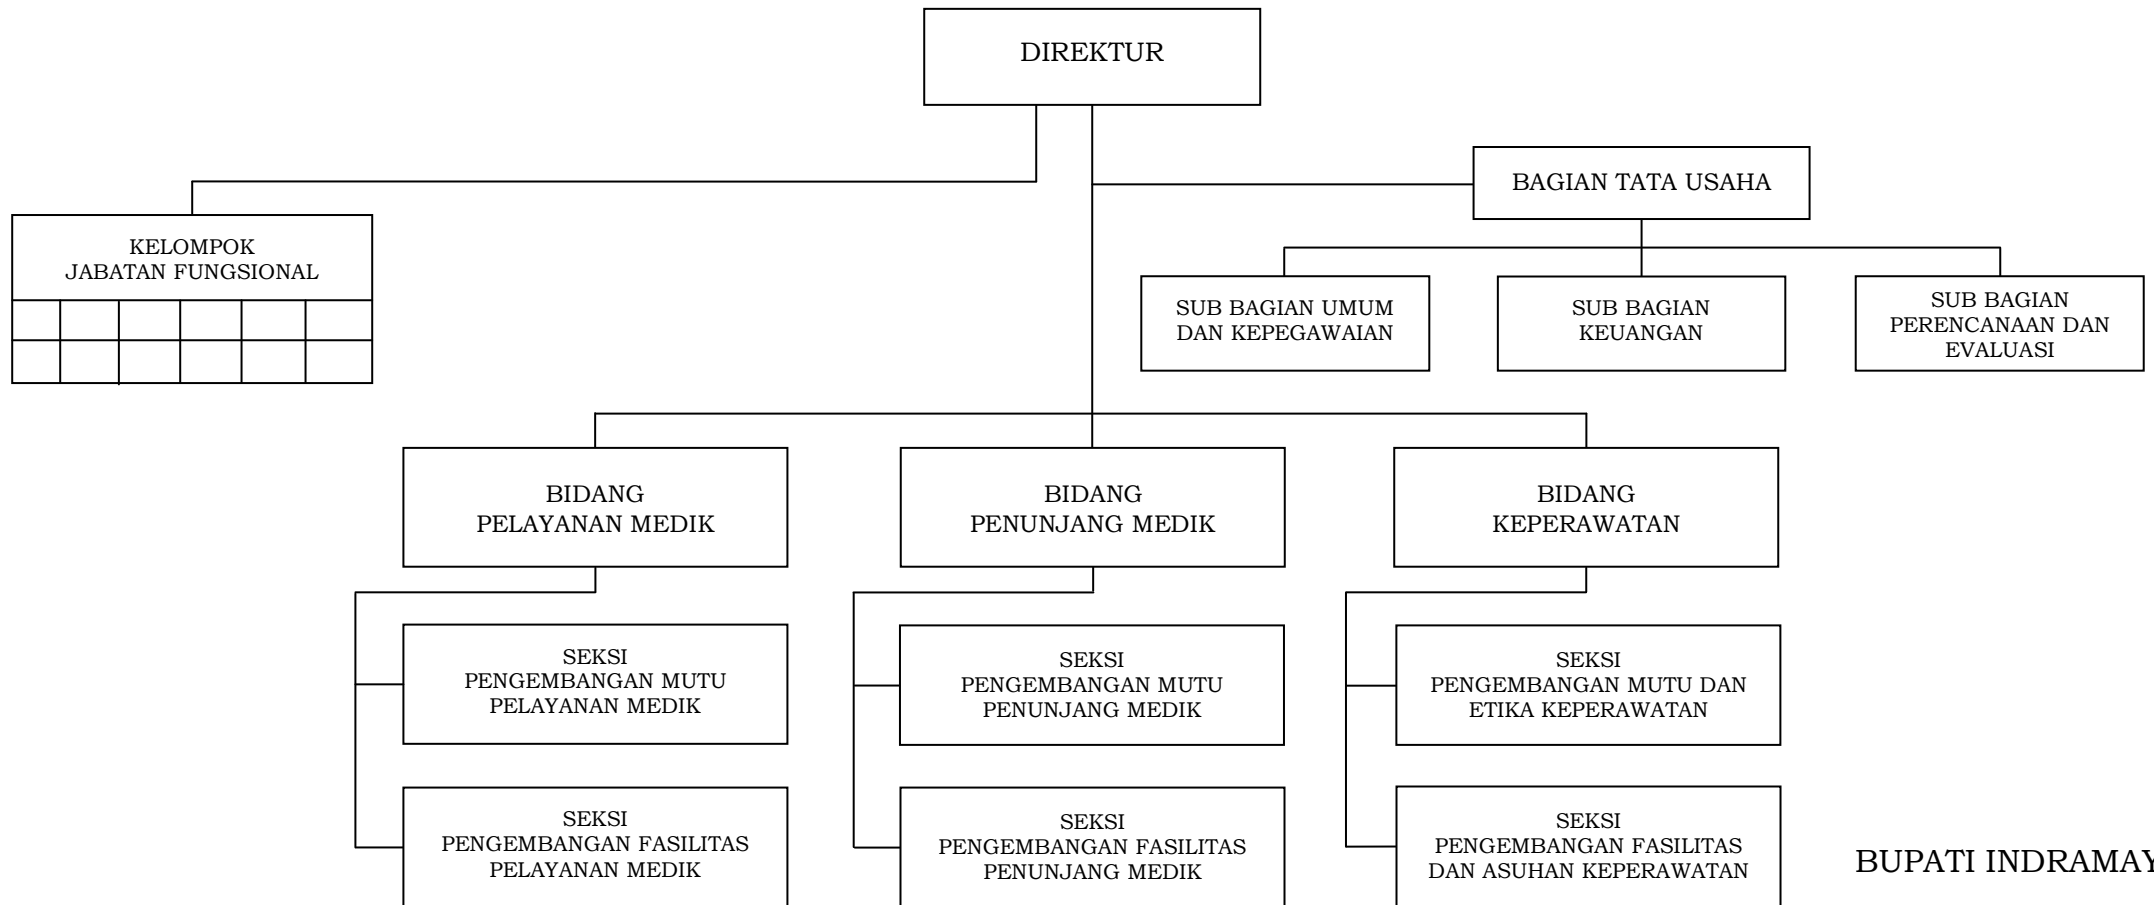 DIREKTUR
BAGIAN TATA USAHA
KELOMPOK
JABATAN FUNGSIONAL
SUB BAGIAN UMUM
DAN KEPEGAWAIAN
SUB BAGIAN
KEUANGAN
SUB BAGIAN
PERENCANAAN DAN
EVALUASI
BIDANG
PELAYANAN MEDIK
BIDANG
PENUNJANG MEDIK
BIDANG
KEPERAWATAN
SEKSI
PENGEMBANGAN MUTU
PELAYANAN MEDIK
SEKSI
PENGEMBANGAN MUTU
PENUNJANG MEDIK
SEKSI
PENGEMBANGAN MUTU DAN
ETIKA KEPERAWATAN
SEKSI
PENGEMBANGAN FASILITAS
PELAYANAN MEDIK
SEKSI
PENGEMBANGAN FASILITAS
PENUNJANG MEDIK
SEKSI
PENGEMBANGAN FASILITAS
DAN ASUHAN KEPERAWATAN
BUPATI INDRAMAY